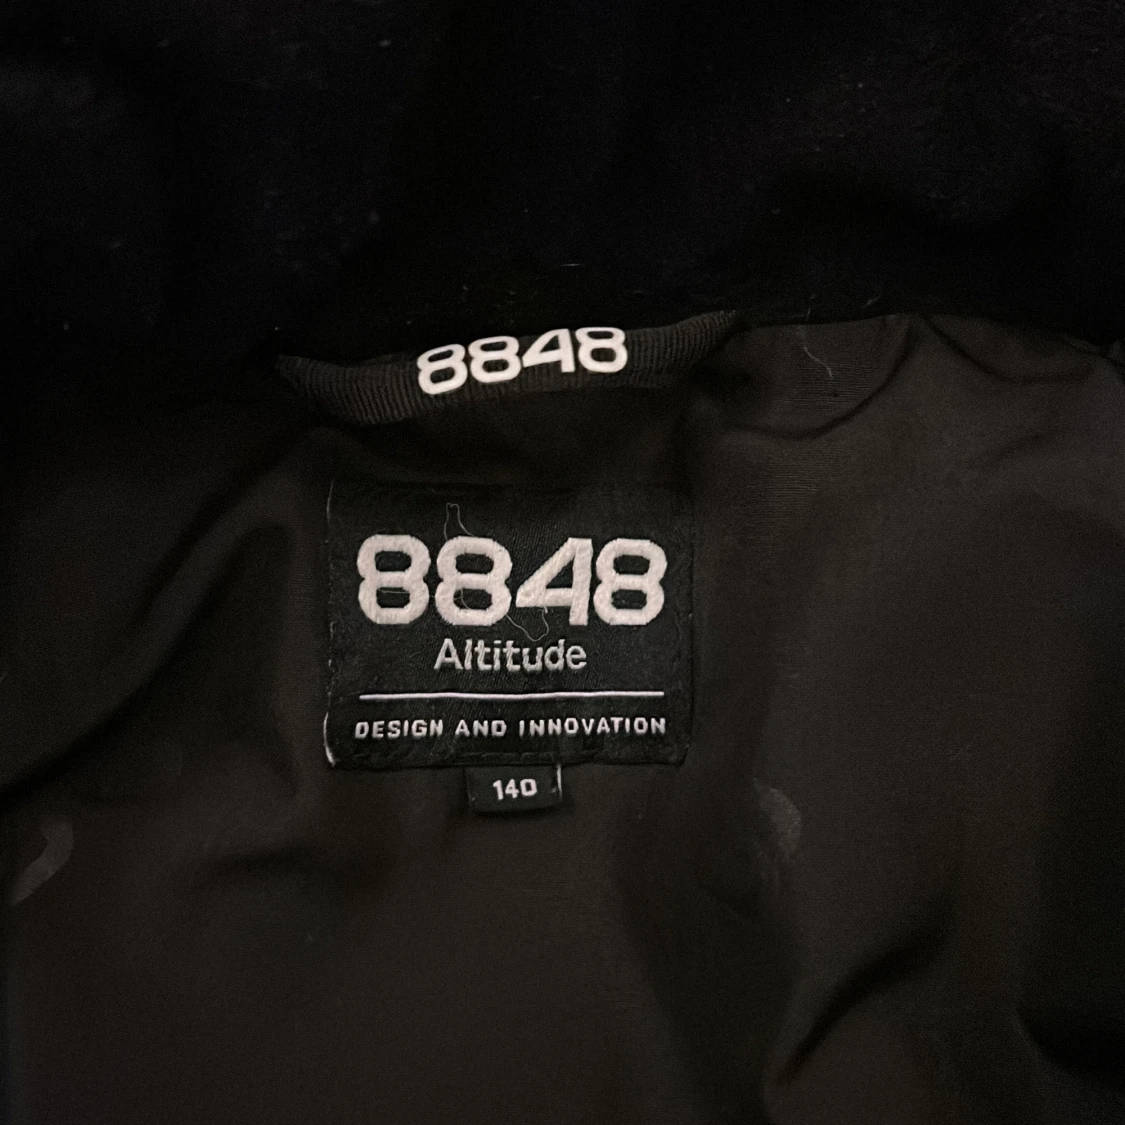 8848
8848
Altitude
DESIGN AND INNOVATION
140